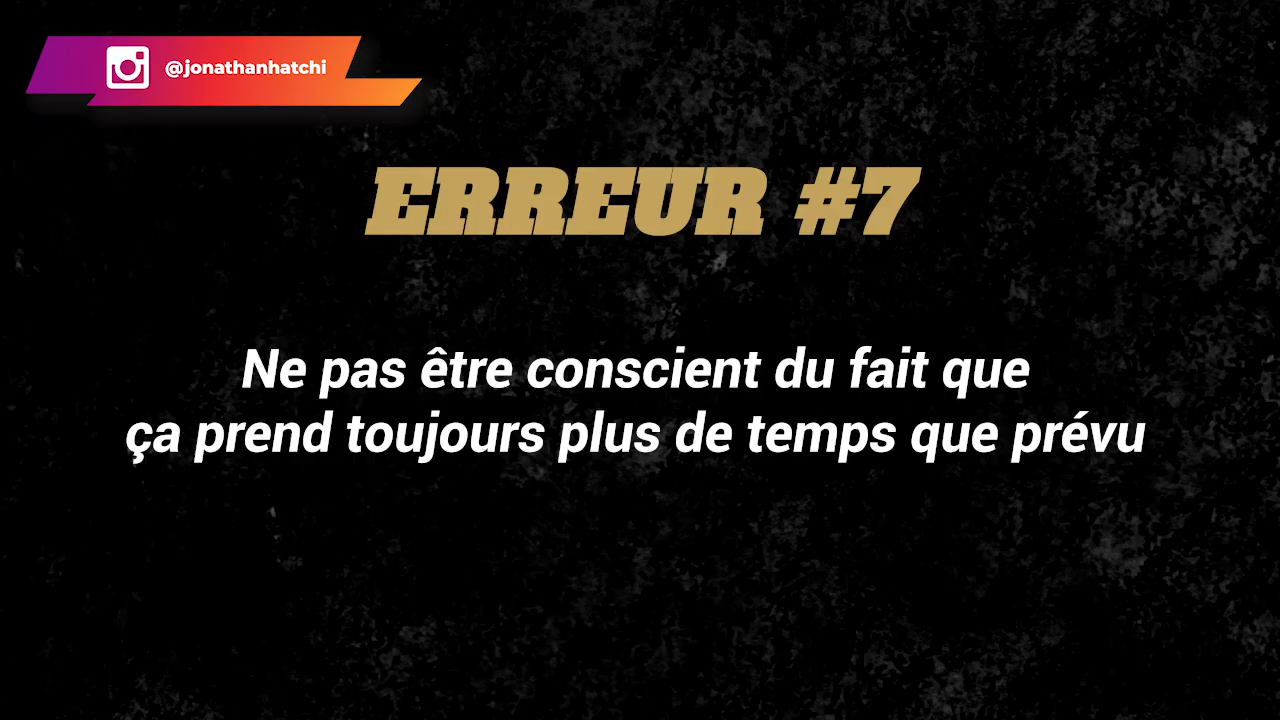 @jonathanhatchi
ERREUR #7
Ne pas être conscient du fait que
ça prend toujours plus de temps que prévu